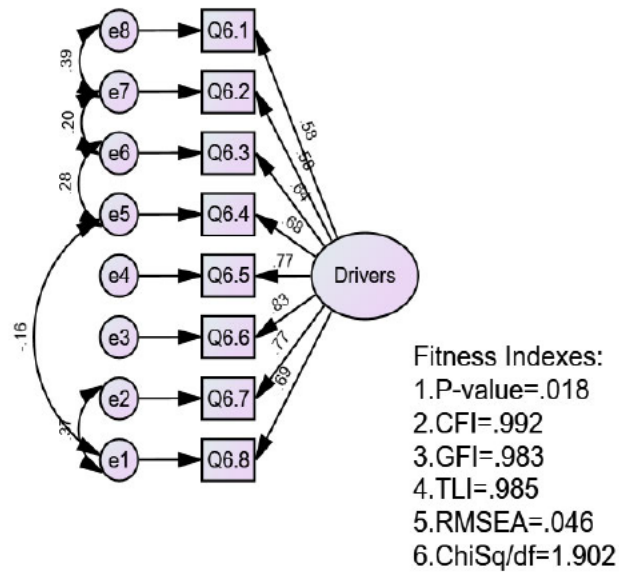 e8 Q6.1
.39
e7 Q6.2
.20
e6 Q6.3
.28
e5 Q6.4
e4 Q6.5
e3 Q6.6
-.16
e2 Q6.7
.37
e1 Q6.8
.58
.58
.64
.68
.77
.83
.77
.69
Drivers
Fitness Indexes:
1.P-value=.018
2.CFI=.992
3.GFI=.983
4.TLI=.985
5.RMSEA=.046
6.ChiSq/df=1.902